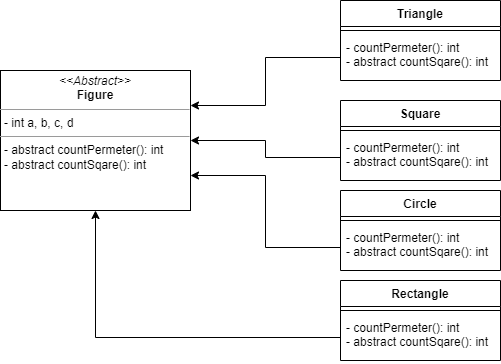 <<Abstract>>
Figure
- int a, b, c, d
- abstract countPermeter(): int
- abstract countSqare(): int
Triangle
- countPermeter(): int
- abstract countSqare(): int
Square
- countPermeter(): int
- abstract countSqare(): int
Circle
- countPermeter(): int
- abstract countSqare(): int
Rectangle
- countPermeter(): int
- abstract countSqare(): int